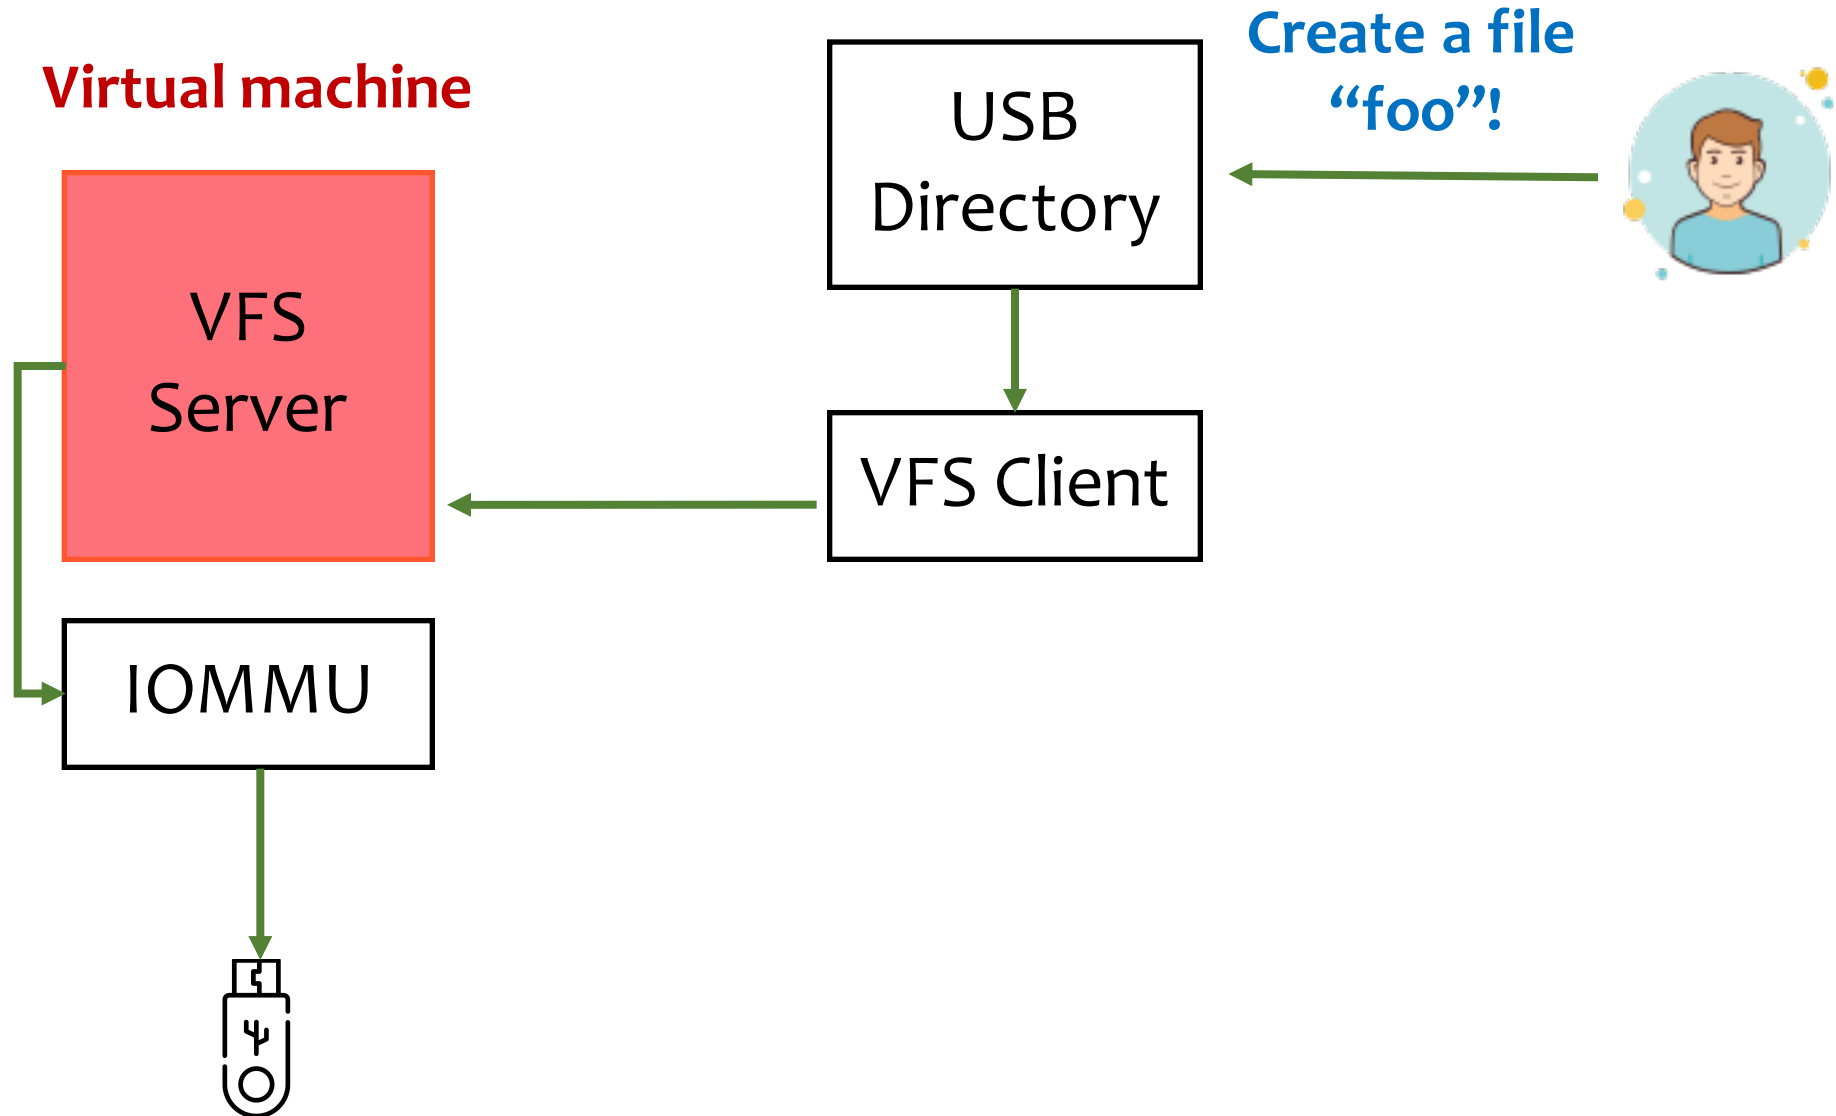 Virtual machine
Create a file
“foo”!
USB
Directory
VFS
Server
VFS Client
IOMMU